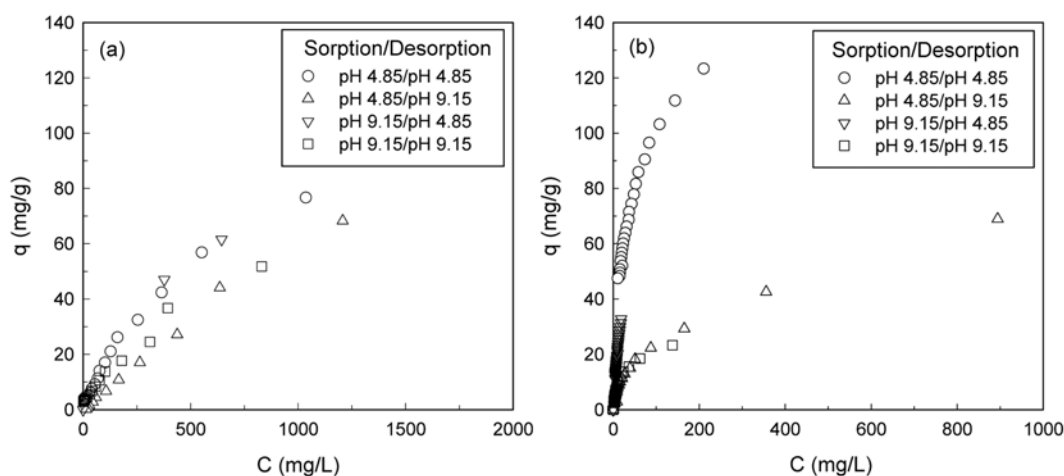 (a)
Sorption/Desorption
pH 4.85/pH 4.85
pH 4.85/pH 9.15
pH 9.15/pH 4.85
pH 9.15/pH 9.15
q (mg/g)
140
120
100
80
60
40
20
0
0
500
1000
1500
2000
C (mg/L)
(b)
Sorption/Desorption
pH 4.85/pH 4.85
pH 4.85/pH 9.15
pH 9.15/pH 4.85
pH 9.15/pH 9.15
q (mg/g)
140
120
100
80
60
40
20
0
0
200
400
600
800
1000
C (mg/L)